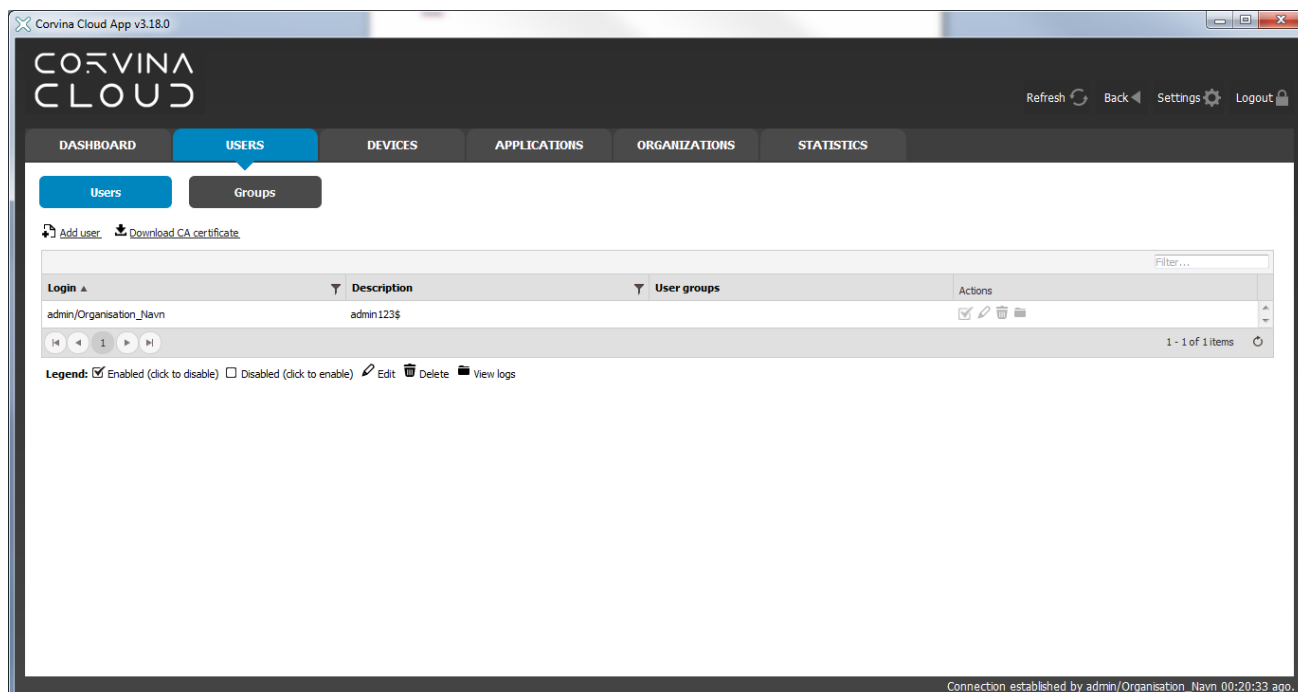 Corvina Cloud App v3.18.0
CORVINA
CLOUD
Refresh Back Settings Logout
DASHBOARD USERS DEVICES APPLICATIONS ORGANIZATIONS STATISTICS
Users Groups
Add user Download CA certificate
Filter...
Login Description User groups Actions
admin/Organisation_Navn admin123$
1 1 - 1 of 1 items
Legend: Enabled (click to disable) Disabled (click to enable) Edit Delete View logs
Connection established by admin/Organisation_Navn 00:20:33 ago.